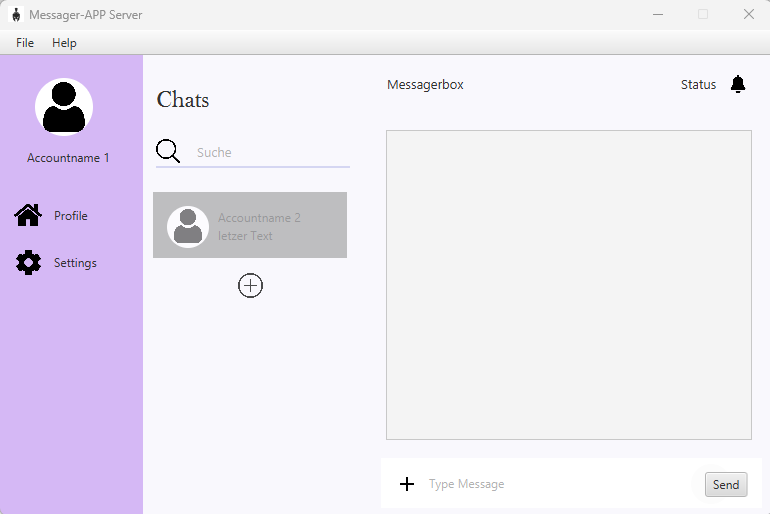 Messager-APP Server
File Help
Accountname 1
Profile
Settings
Chats
Suche
Accountname 2
letzer Text
Messagerbox
Status
Type Message
Send